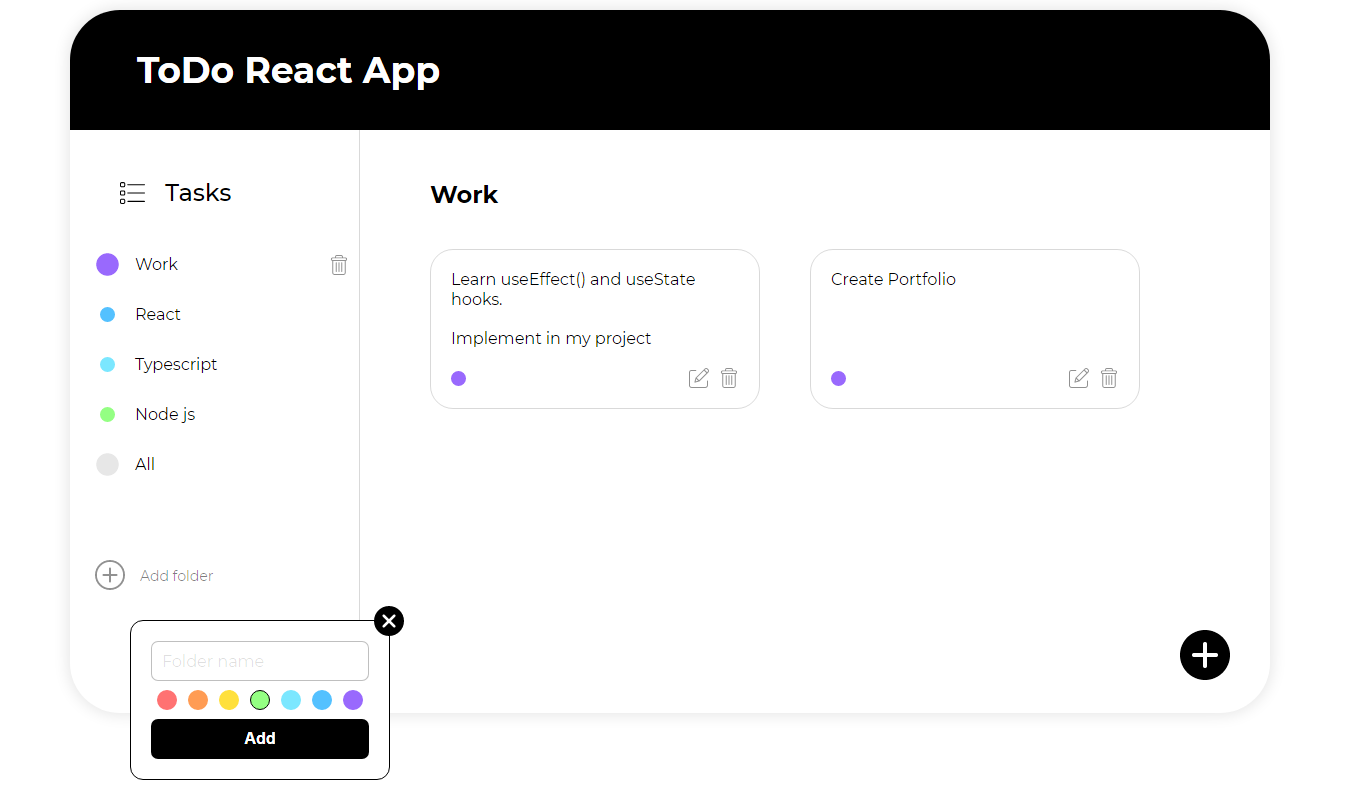 ToDo React App
Tasks
Work
React
Typescript
Node js
All
Add folder
Folder name
Add
Work
Learn useEffect() and useState
hooks.
Implement in my project
Create Portfolio